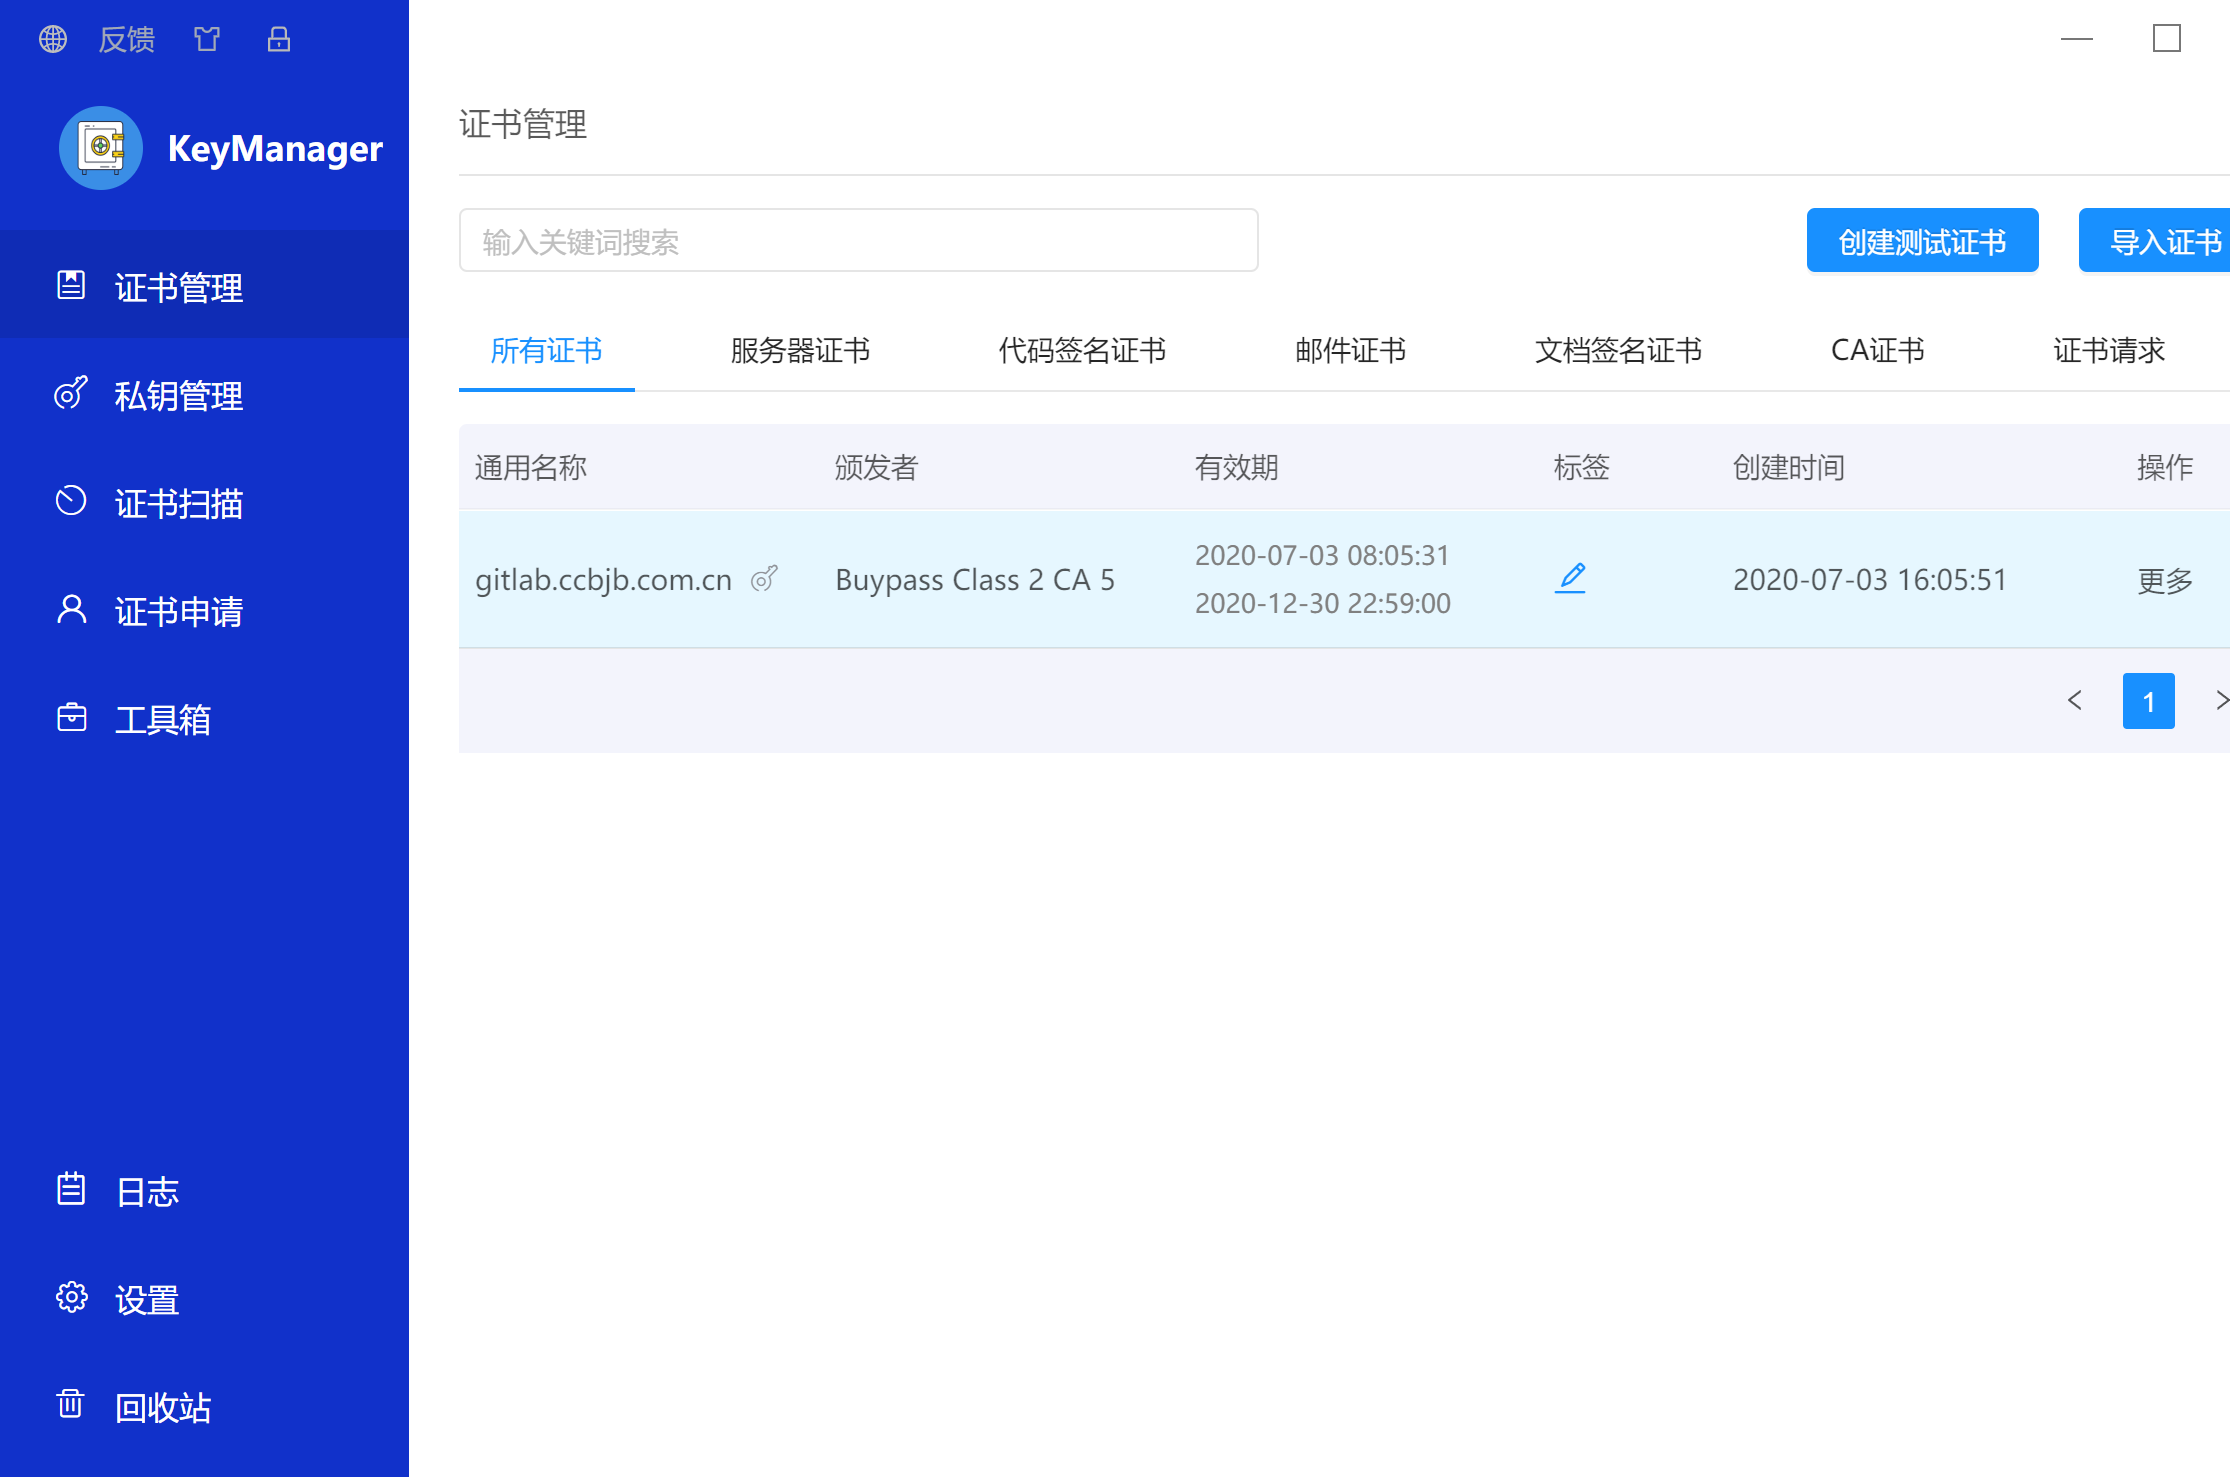 反馈
KeyManager
证书管理
私钥管理
证书扫描
证书申请
工具箱
日志
设置
回收站
证书管理
输入关键词搜索
创建测试证书 导入证书
所有证书 服务器证书 代码签名证书 邮件证书 文档签名证书 CA证书 证书请求
通用名称 颁发者 有效期 标签 创建时间 操作
gitlab.ccbjb.com.cn Buypass Class 2 CA 5 2020-07-03 08:05:31 2020-07-03 16:05:51 更多
2020-12-30 22:59:00
1